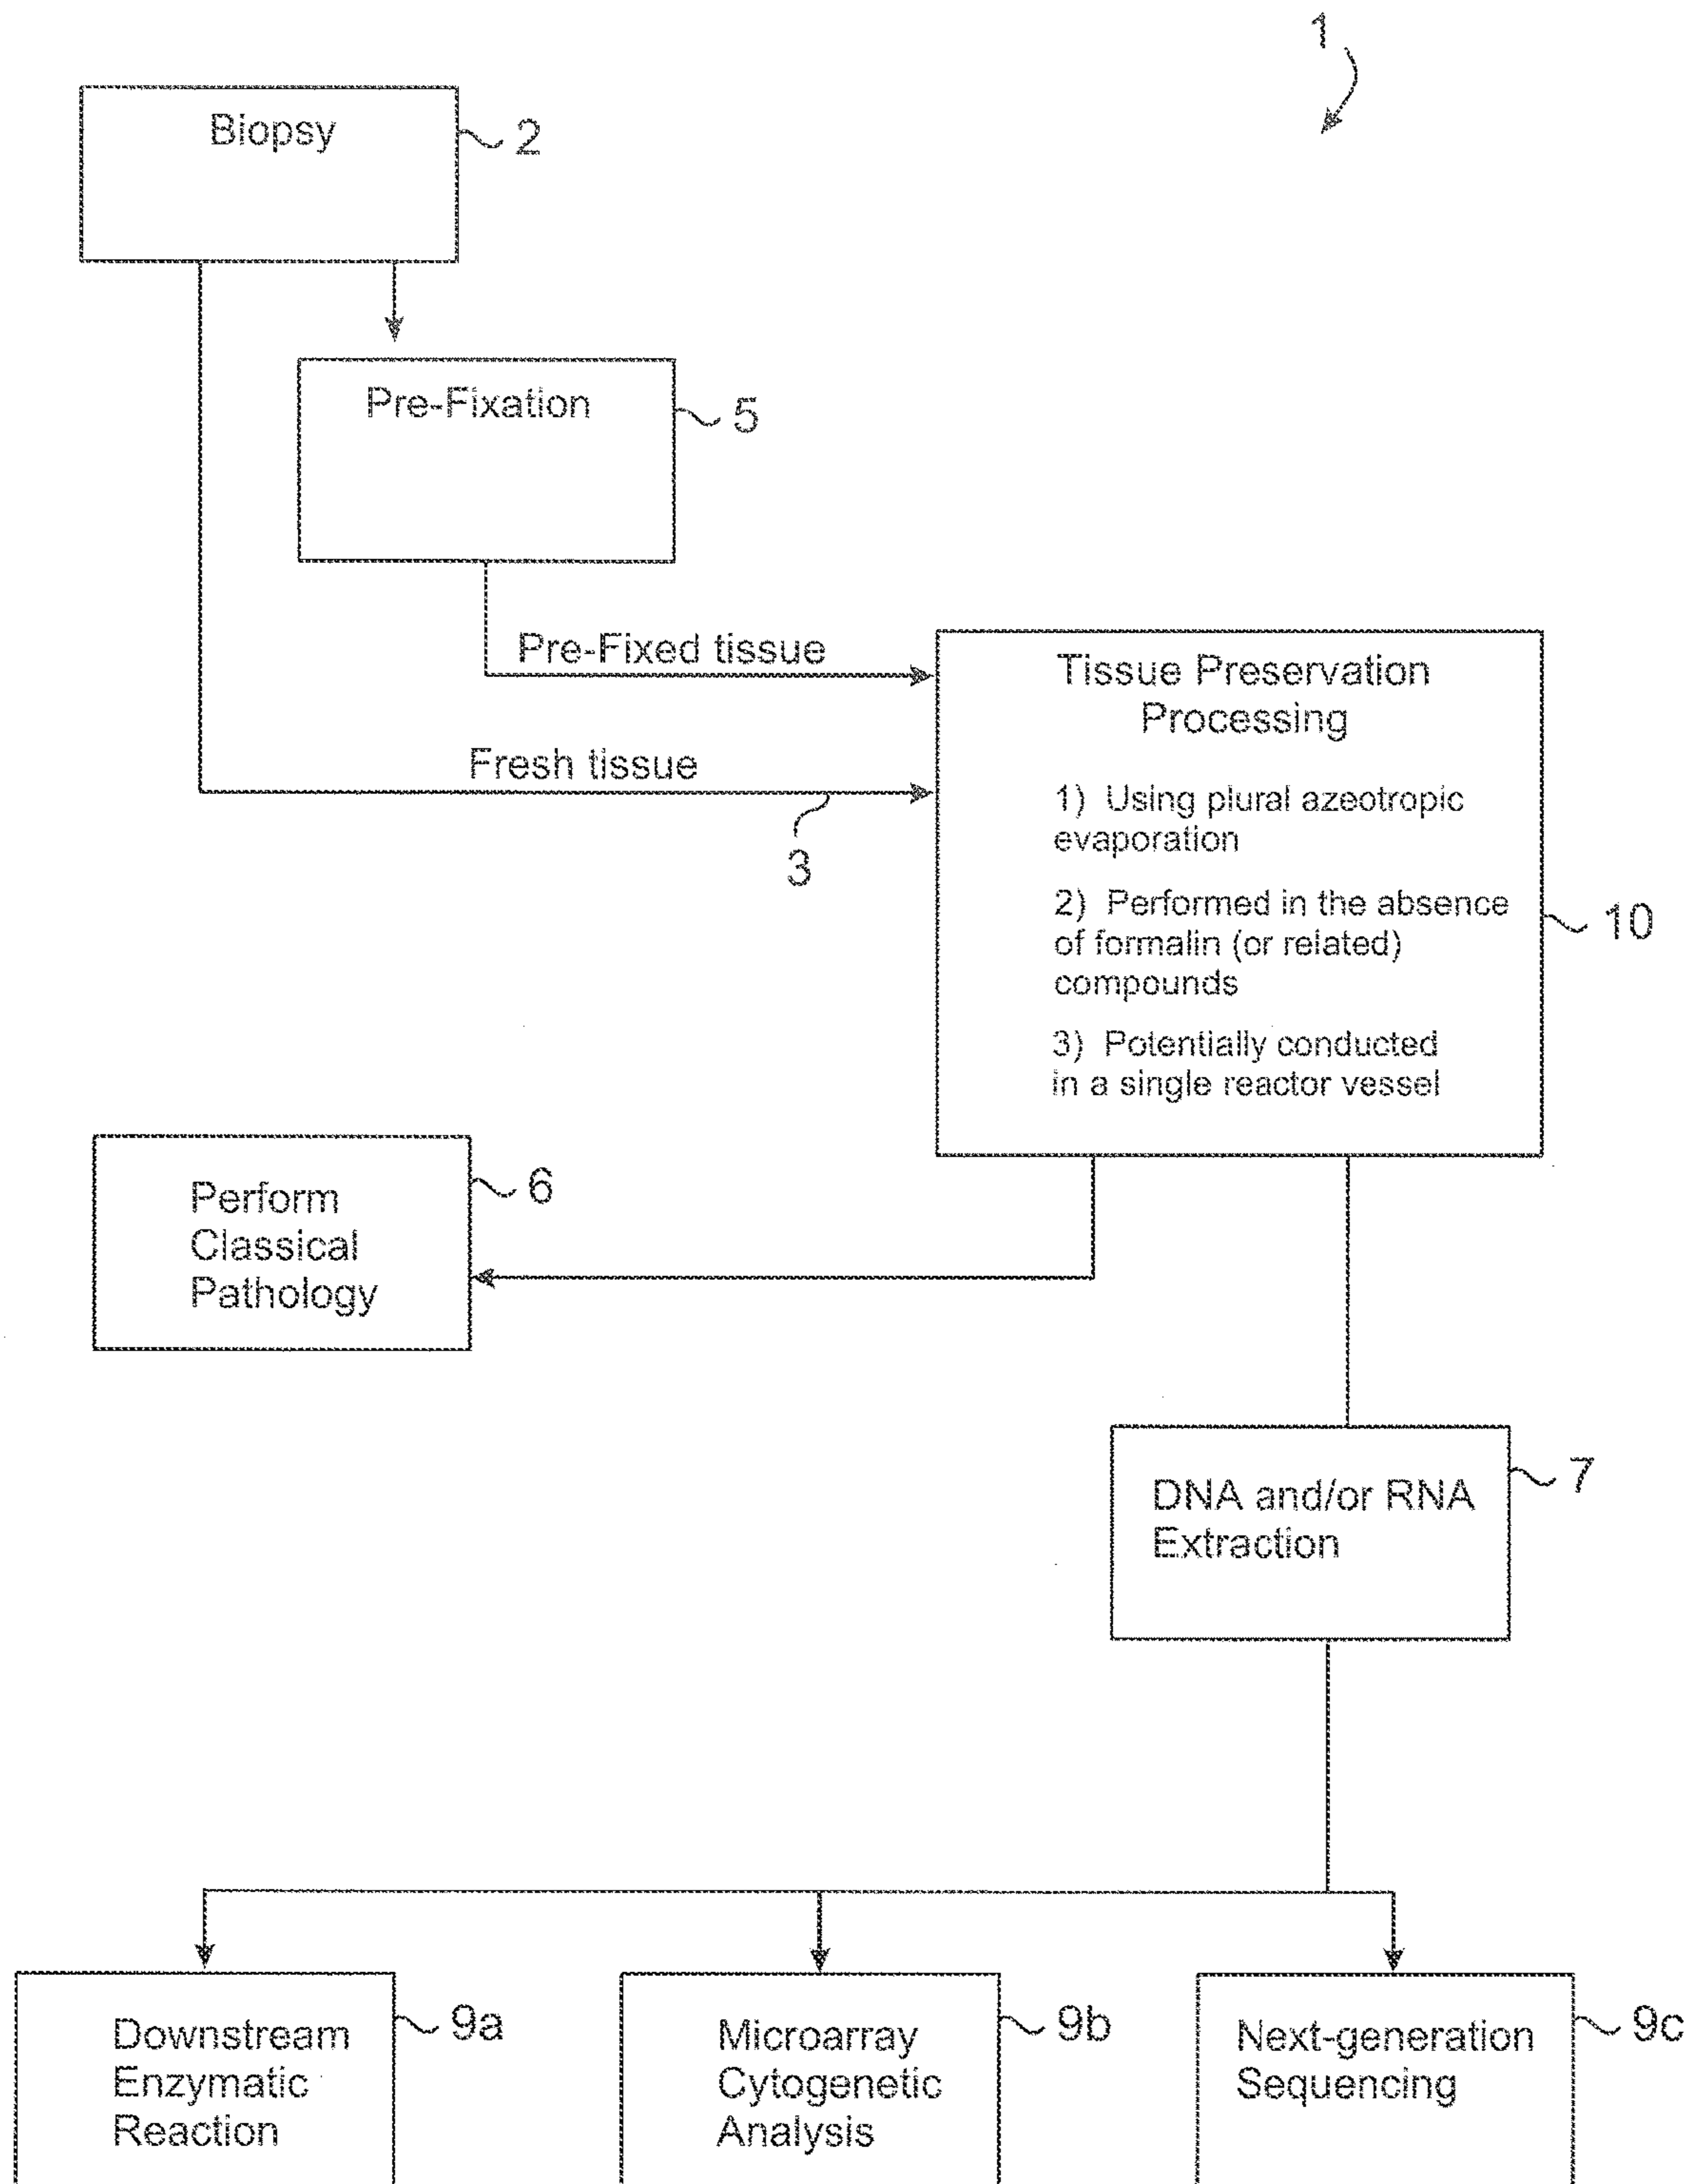 1
Biopsy
2
Pre-Fixation
5
Pre-Fixed tissue
Fresh tissue
3
Tissue Preservation
Processing
1) Using plural azeotropic
evaporation
2) Performed in the absence
of formalin (or related)
compounds
3) Potentially conducted
in a single reactor vessel
10
Perform
Classical
Pathology
6
DNA and/or RNA
Extraction
7
Downstream
Enzymatic
Reaction
9a
Microarray
Cytogenetic
Analysis
9b
Next-generation
Sequencing
9c